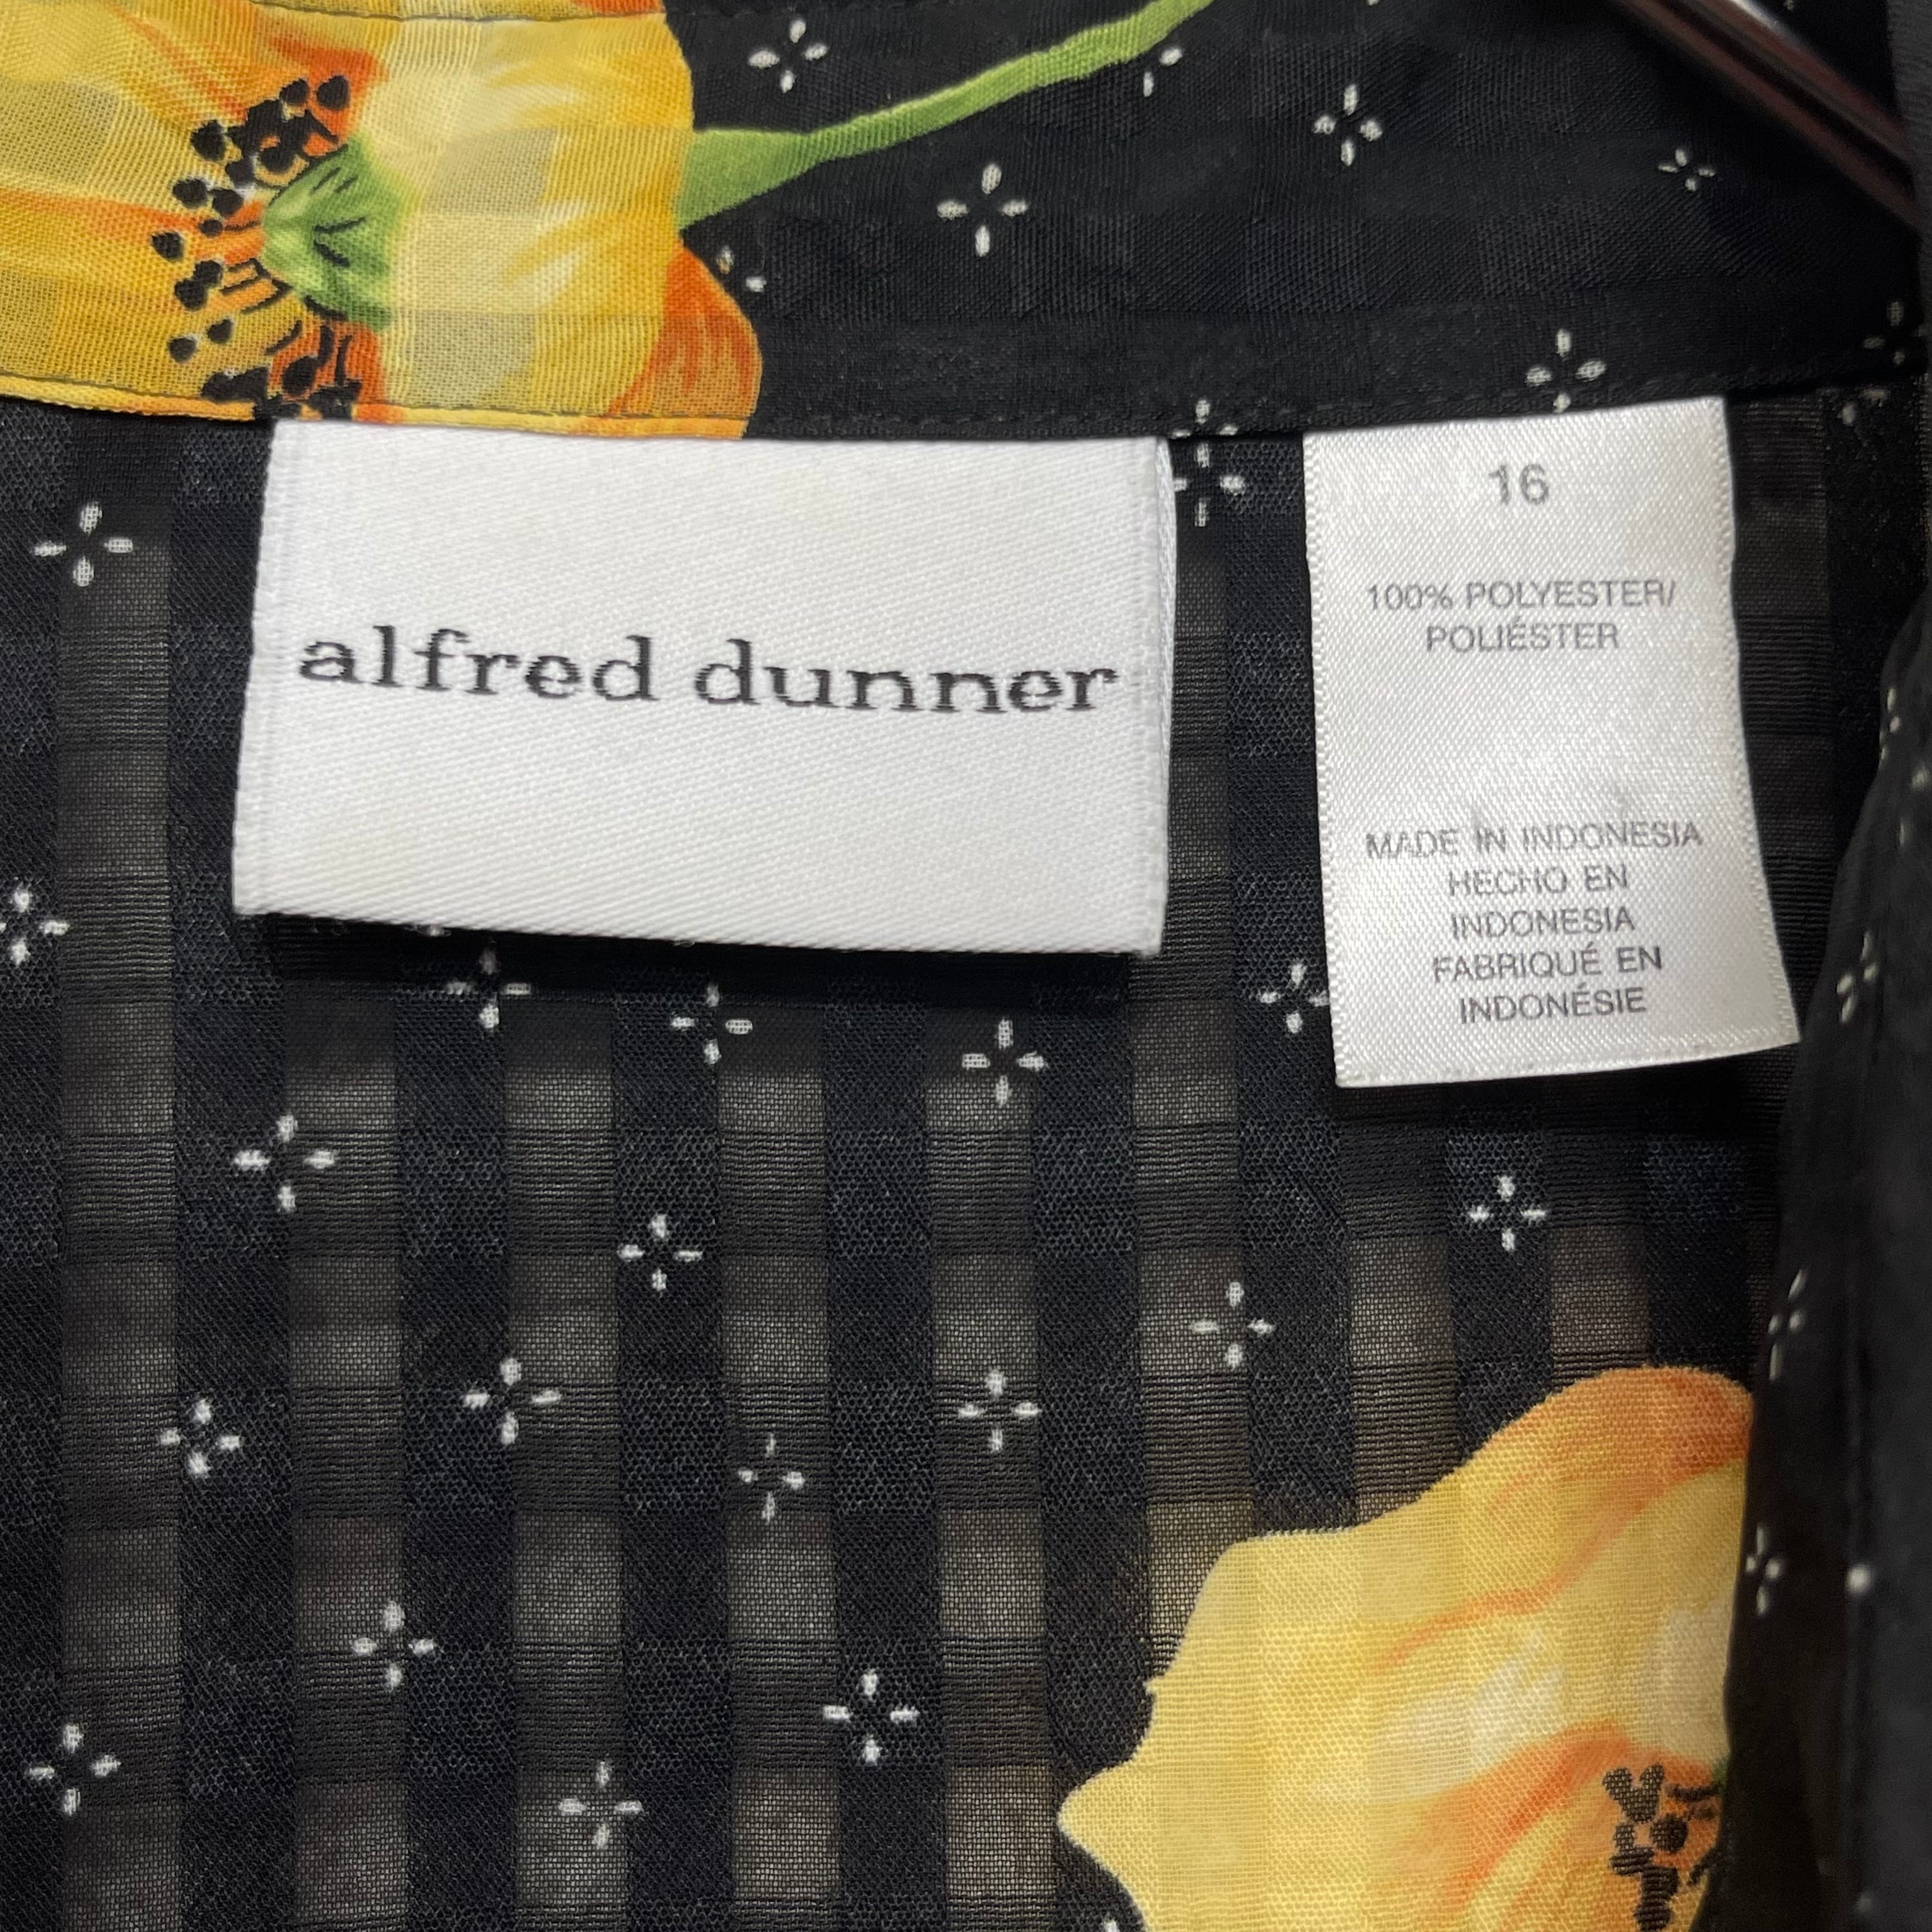 alfred dunner
16
100% POLYESTER/
POLIÉSTER
MADE IN INDONESIA
HECHO EN
INDONESIA
FABRIQUÉ EN
INDONÉSIE